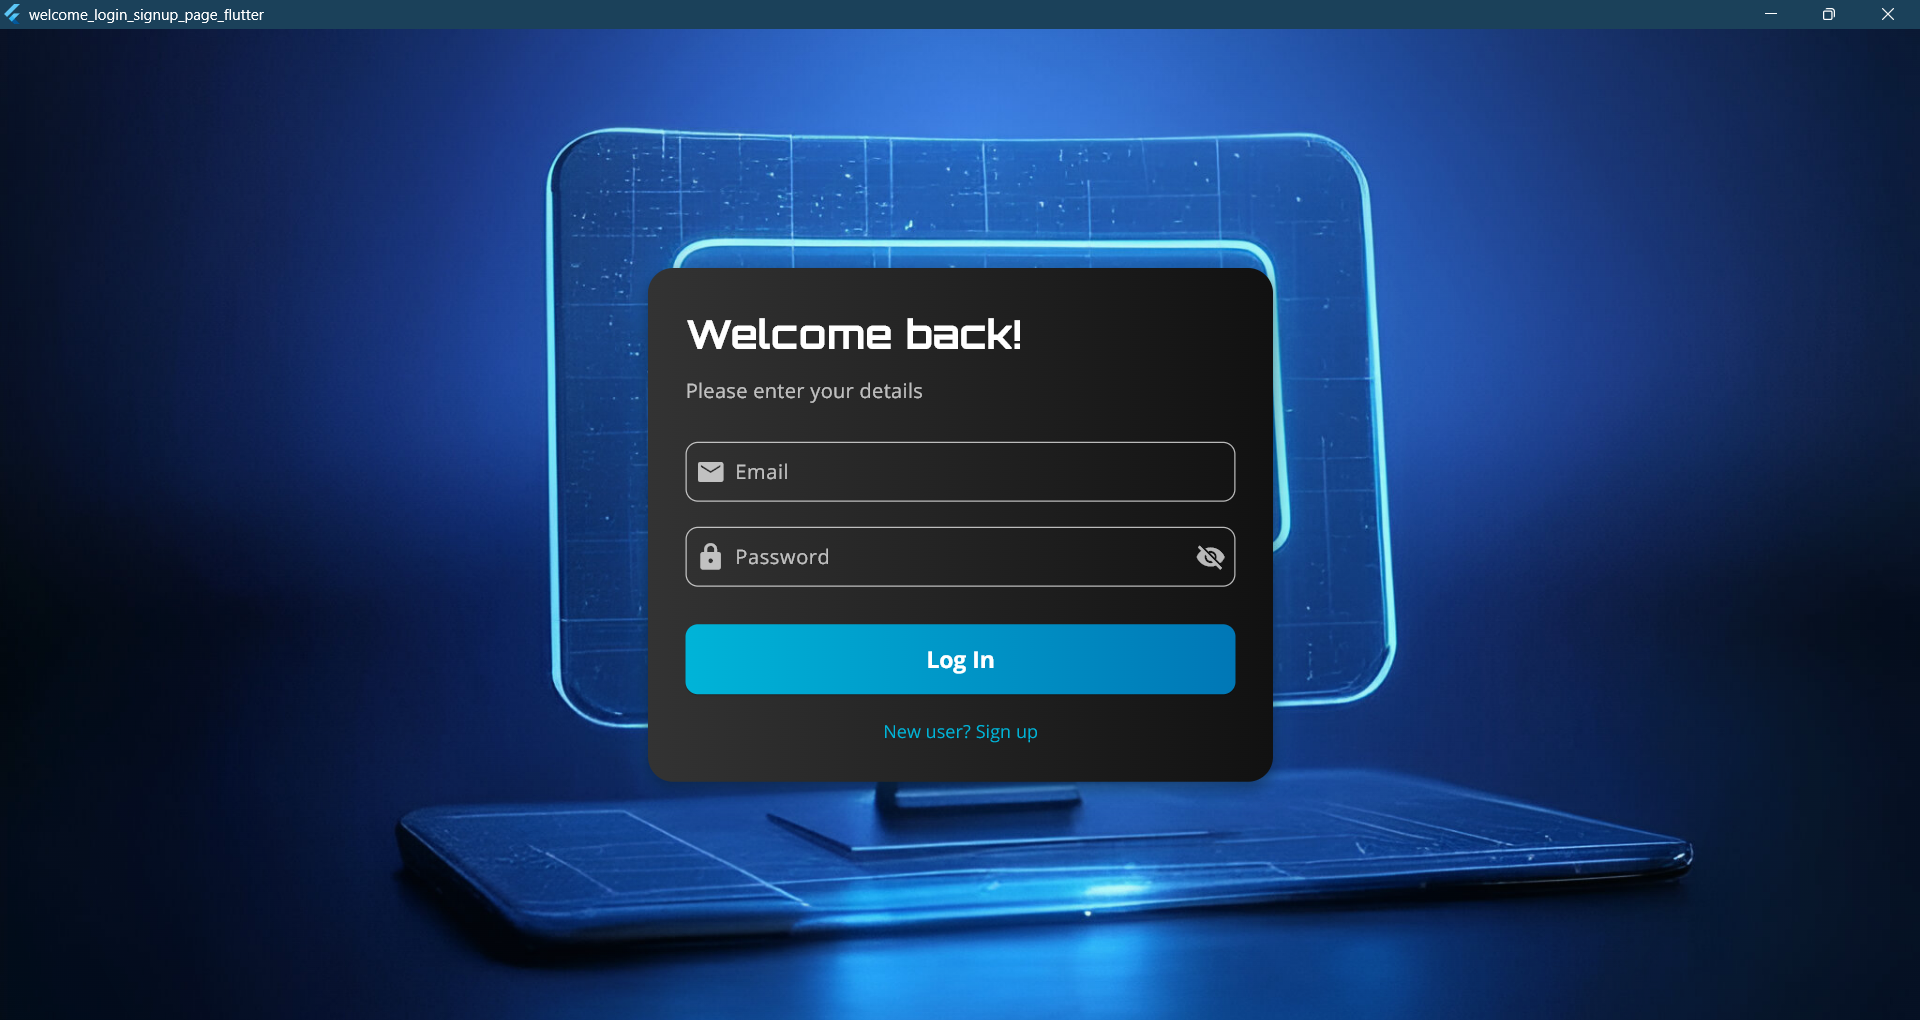 welcome_login_signup_page_flutter
Welcome back!
Please enter your details
Email
Password
Log In
New user? Sign up